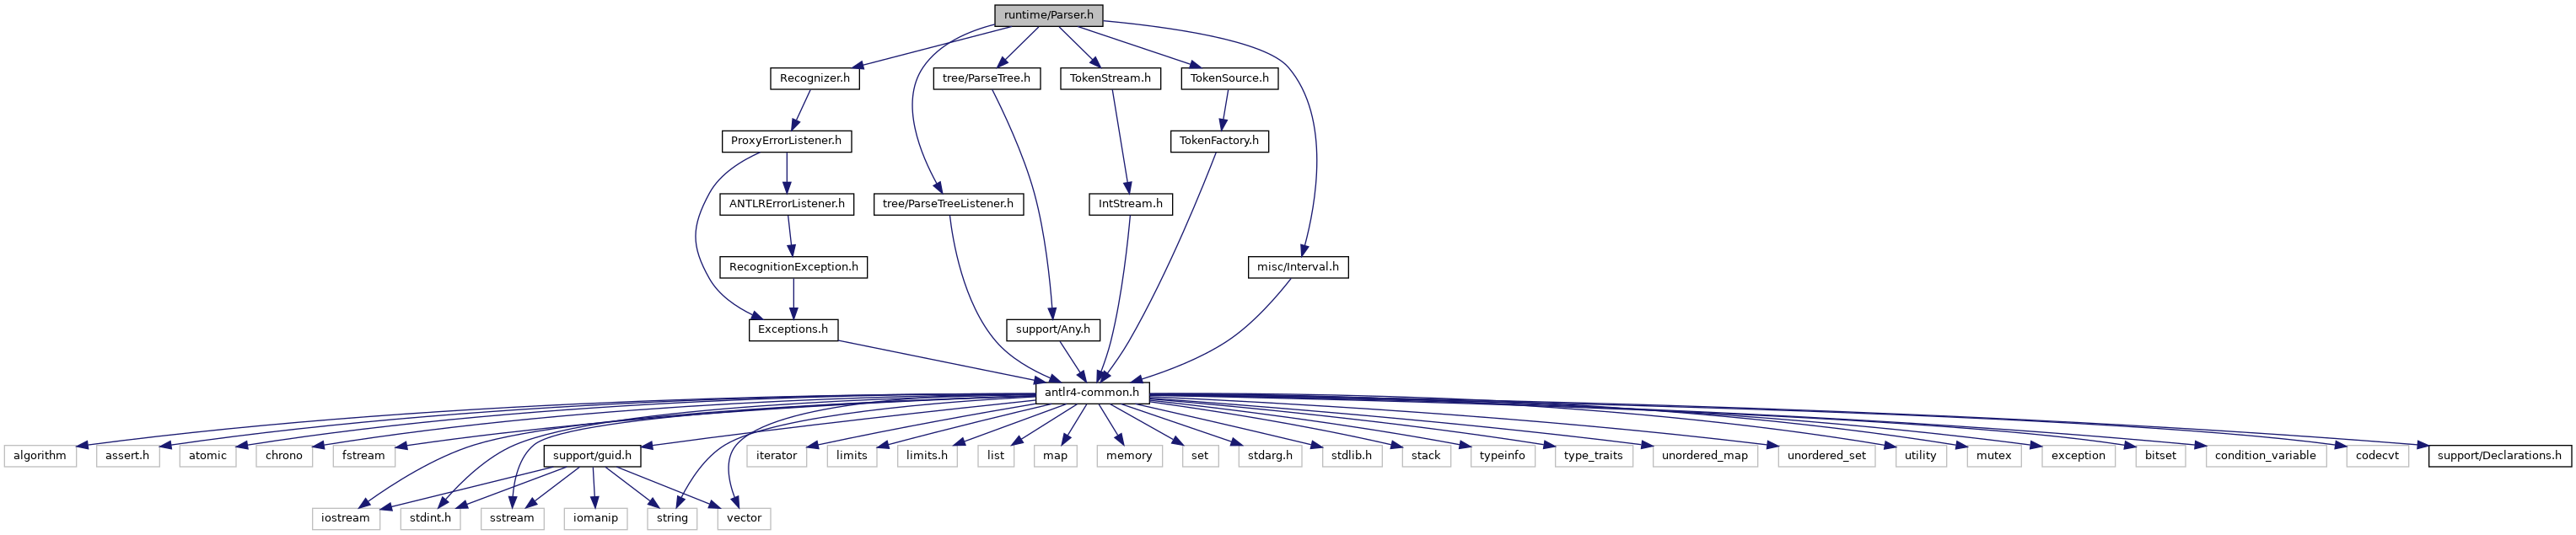 runtime/Parser.h
Recognizer.h
tree/ParseTree.h
TokenStream.h
TokenSource.h
ProxyErrorListener.h
TokenFactory.h
ANTLRErrorListener.h
tree/ParseTreeListener.h
IntStream.h
RecognitionException.h
misc/Interval.h
Exceptions.h
support/Any.h
antlr4-common.h
algorithm
assert.h
atomic
chrono
fstream
support/guid.h
iterator
limits
limits.h
list
map
memory
set
stdarg.h
stdlib.h
stack
typeinfo
type_traits
unordered_map
unordered_set
utility
mutex
exception
bitset
condition_variable
codecvt
support/Declarations.h
iostream
stdint.h
sstream
iomanip
string
vector